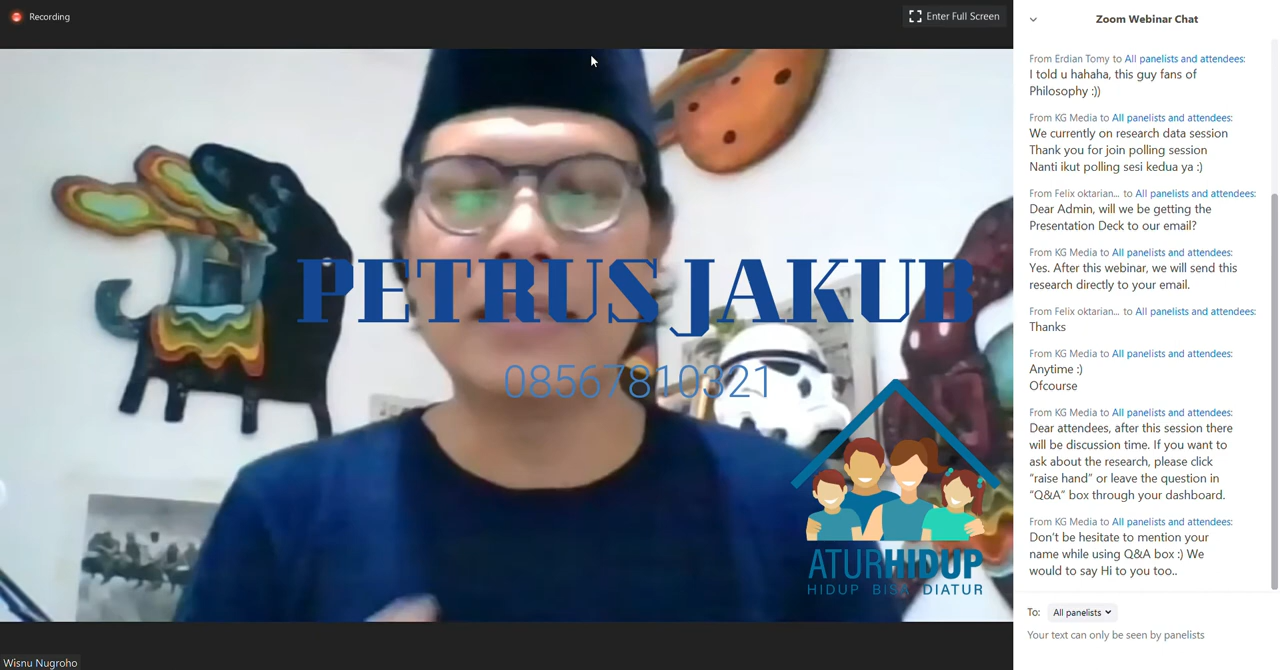 Recording
Enter Full Screen
PETRUS JAKUB
08567810321
ATURHIDUP
HIDUP BISA DIATUR
Wisnu Nugroho
Zoom Webinar Chat
From Erdian Tomy to All panelists and attendees:
I told u hahaha, this guy fans of
Philosophy :))
From KG Media to All panelists and attendees:
We currently on research data session
Thank you for join polling session
Nanti ikut polling sesi kedua ya :)
From Felix oktarian... to All panelists and attendees:
Dear Admin, will we be getting the
Presentation Deck to our email?
From KG Media to All panelists and attendees:
Yes. After this webinar, we will send this
research directly to your email.
From Felix oktarian... to All panelists and attendees:
Thanks
From KG Media to All panelists and attendees:
Anytime :)
Ofcourse
From KG Media to All panelists and attendees:
Dear attendees, after this session there
will be discussion time. If you want to
ask about the research, please click
“raise hand” or leave the question in
“Q&A” box through your dashboard.
From KG Media to All panelists and attendees:
Don't be hesitate to mention your
name while using Q&A box :) We
would to say Hi to you too..
To: All panelists
Your text can only be seen by panelists